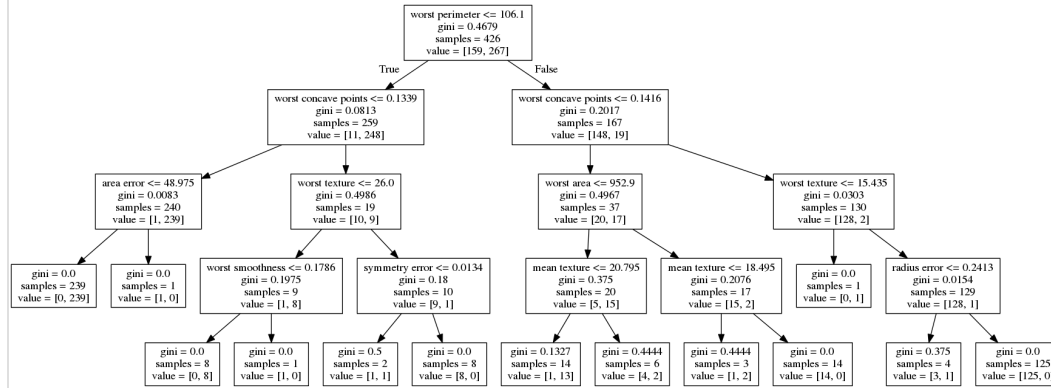 worst perimeter <= 106.1
gini = 0.4679
samples = 426
value = [159, 267]
True
False
worst concave points <= 0.1339
gini = 0.0813
samples = 259
value = [11, 248]
worst concave points <= 0.1416
gini = 0.2017
samples = 167
value = [148, 19]
area error <= 48.975
gini = 0.0083
samples = 240
value = [1, 239]
worst texture <= 26.0
gini = 0.4986
samples = 19
value = [10, 9]
worst area <= 952.9
gini = 0.4967
samples = 37
value = [20, 17]
worst texture <= 15.435
gini = 0.0303
samples = 130
value = [128, 2]
gini = 0.0
samples = 239
value = [0, 239]
gini = 0.0
samples = 1
value = [1, 0]
worst smoothness <= 0.1786
gini = 0.1975
samples = 9
value = [1, 8]
symmetry error <= 0.0134
gini = 0.18
samples = 10
value = [9, 1]
mean texture <= 20.795
gini = 0.375
samples = 20
value = [5, 15]
mean texture <= 18.495
gini = 0.2076
samples = 17
value = [15, 2]
gini = 0.0
samples = 1
value = [0, 1]
radius error <= 0.2413
gini = 0.0154
samples = 129
value = [128, 1]
gini = 0.0
samples = 8
value = [0, 8]
gini = 0.0
samples = 1
value = [1, 0]
gini = 0.5
samples = 2
value = [1, 1]
gini = 0.0
samples = 8
value = [8, 0]
gini = 0.1327
samples = 14
value = [1, 13]
gini = 0.4444
samples = 6
value = [4, 2]
gini = 0.4444
samples = 3
value = [1, 2]
gini = 0.0
samples = 14
value = [14, 0]
gini = 0.375
samples = 4
value = [3, 1]
gini = 0.0
samples = 125
value = [125, 0